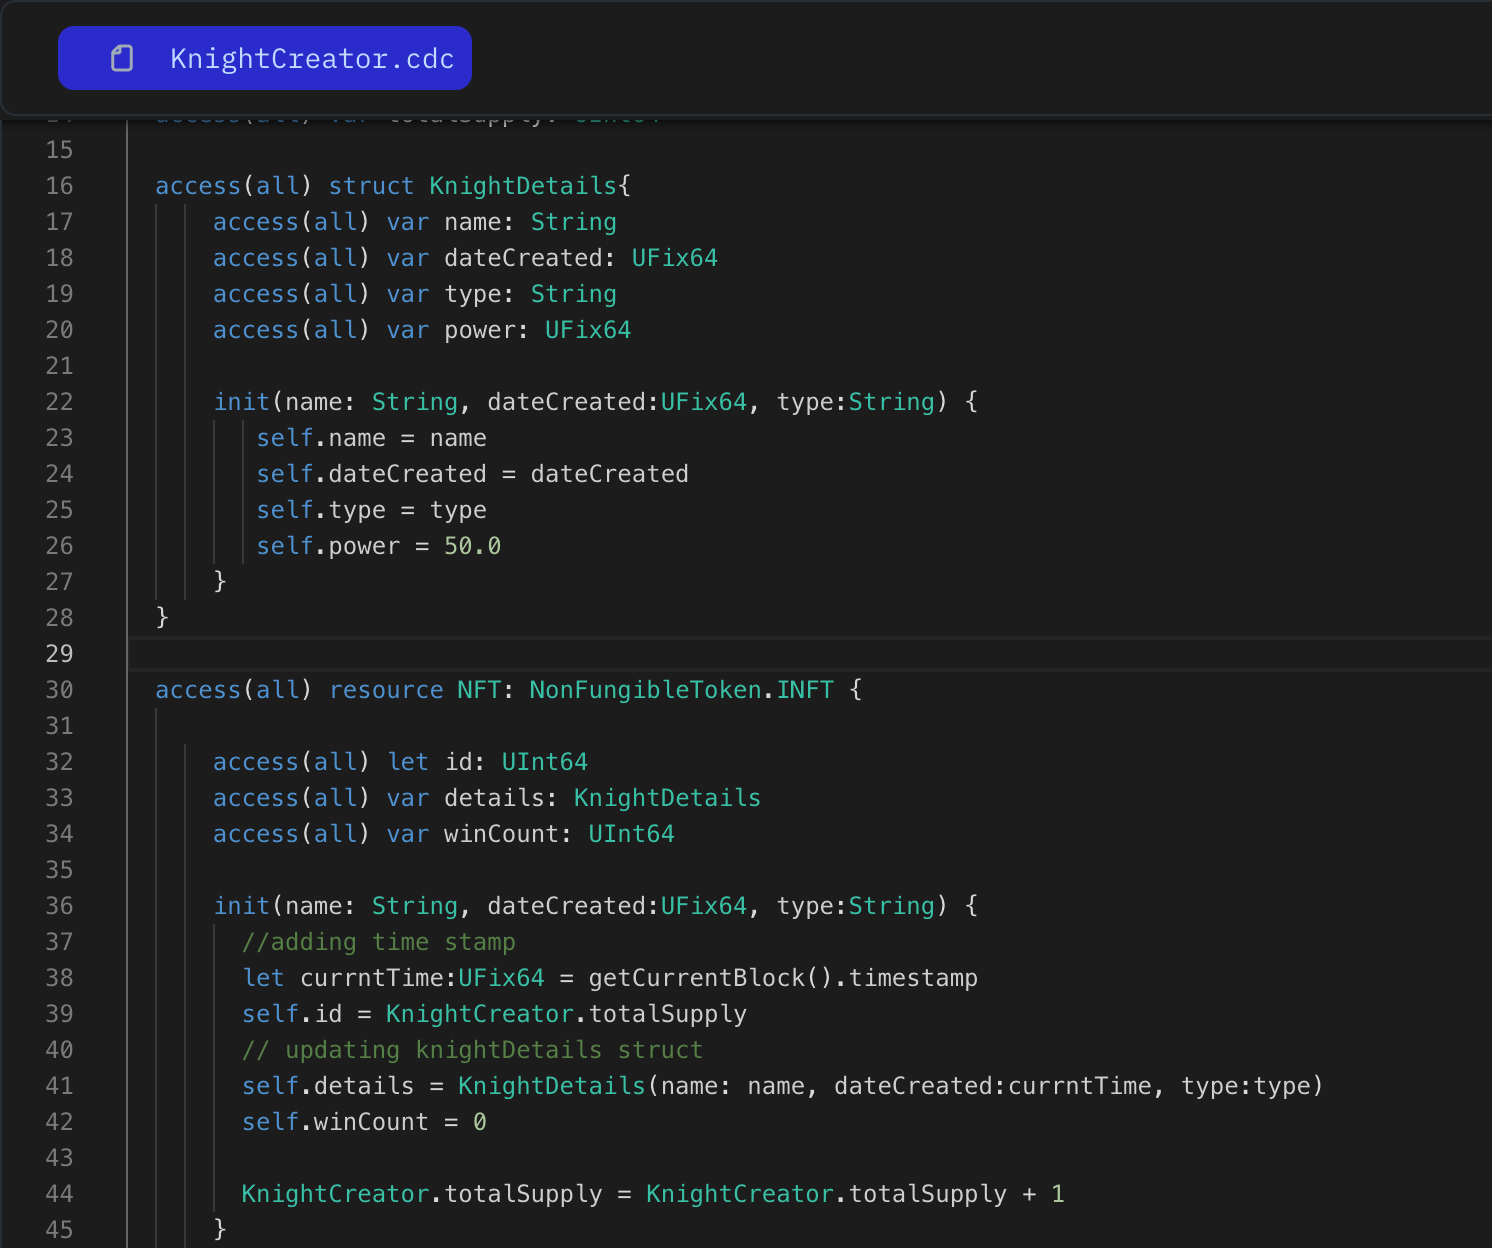 KnightCreator.cdc
15
16 access(all) struct KnightDetails{
17 access(all) var name: String
18 access(all) var dateCreated: UFix64
19 access(all) var type: String
20 access(all) var power: UFix64
21
22 init(name: String, dateCreated:UFix64, type:String) {
23 self.name = name
24 self.dateCreated = dateCreated
25 self.type = type
26 self.power = 50.0
27 }
28 }
29
30 access(all) resource NFT: NonFungibleToken.INFT {
31
32 access(all) let id: UInt64
33 access(all) var details: KnightDetails
34 access(all) var winCount: UInt64
35
36 init(name: String, dateCreated:UFix64, type:String) {
37 //adding time stamp
38 let currntTime:UFix64 = getCurrentBlock().timestamp
39 self.id = KnightCreator.totalSupply
40 // updating knightDetails struct
41 self.details = KnightDetails(name: name, dateCreated:currntTime, type:type)
42 self.winCount = 0
43
44 KnightCreator.totalSupply = KnightCreator.totalSupply + 1
45 }